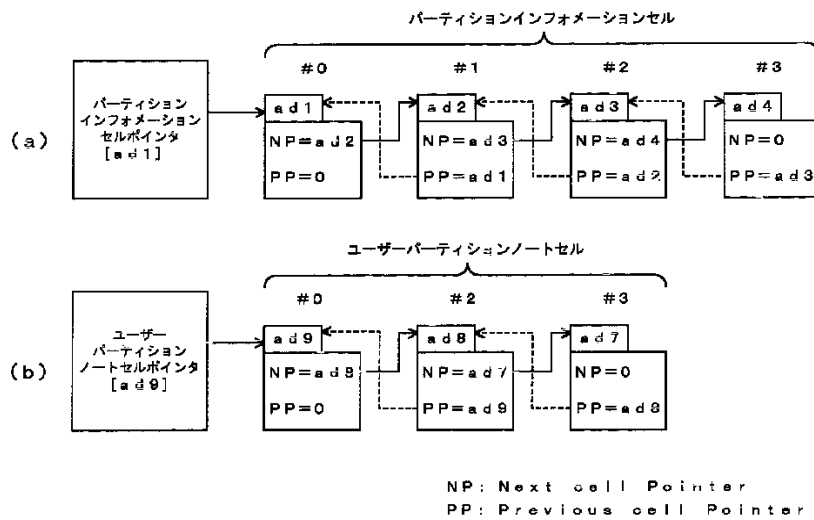 パーティションインフォメーションセル
#0 #1 #2 #3
(a)
パーティション
インフォメーション
セルポインタ
[ad1]
ad1
NP=ad2
PP=0
ad2
NP=ad3
PP=ad1
ad3
NP=ad4
PP=ad2
ad4
NP=0
PP=ad3
ユーザーパーティションノートセル
#0 #2 #3
(b)
ユーザー
パーティション
ノートセルポインタ
[ad9]
ad9
NP=ad8
PP=0
ad8
NP=ad7
PP=ad9
ad7
NP=0
PP=ad8
NP: Next cell Pointer
PP: Previous cell Pointer